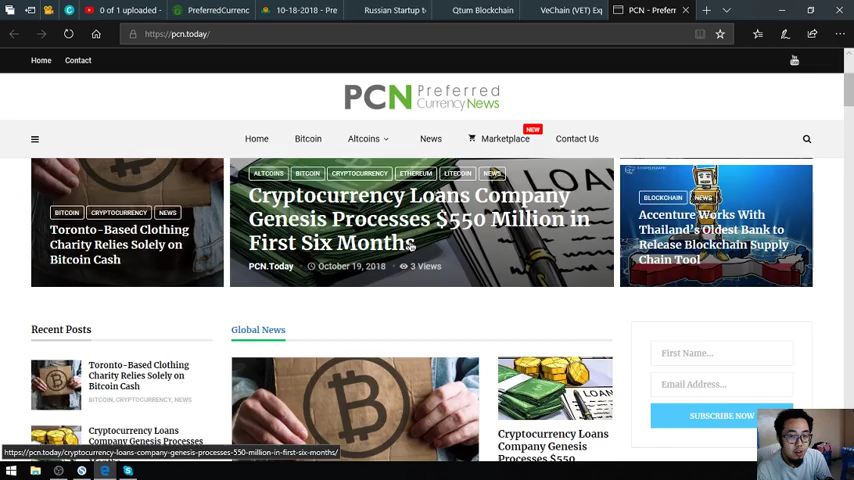 0 of 1 uploaded -
PreferredCurrenc
10-18-2018 - Pre
Russian Startup t
Qtum Blockchain
VeChain (VET) Ex
PCN - Preferr
https://pcn.today/
Home
Contact
You
PCN Preferred
Currency News
Home
Bitcoin
Altcoins
News
Marketplace
NEW
Contact Us
BITCOIN
CRYPTOCURRENCY
NEWS
Toronto-Based Clothing
Charity Relies Solely on
Bitcoin Cash
ALTCOINS
BITCOIN
CRYPTOCURRENCY
ETHEREUM
LITECOIN
NEWS
Cryptocurrency Loans Company
Genesis Processes $550 Million in
First Six Months
PCN.Today
October 19, 2018
3 Views
LOAN
BLOCKCHAIN
NEWS
Accenture Works With
Thailand's Oldest Bank to
Release Blockchain Supply
Chain Tool
Recent Posts
Toronto-Based Clothing
Charity Relies Solely on
Bitcoin Cash
BITCOIN, CRYPTOCURRENCY, NEWS
Cryptocurrency Loans
Company Genesis Processes
Global News
LOAN
Cryptocurrency Loans
Company Genesis
Processes $550
First Name...
Email Address...
SUBSCRIBE NOW
https://pcn.today/cryptocurrency-loans-company-genesis-processes-550-million-in-first-six-months/